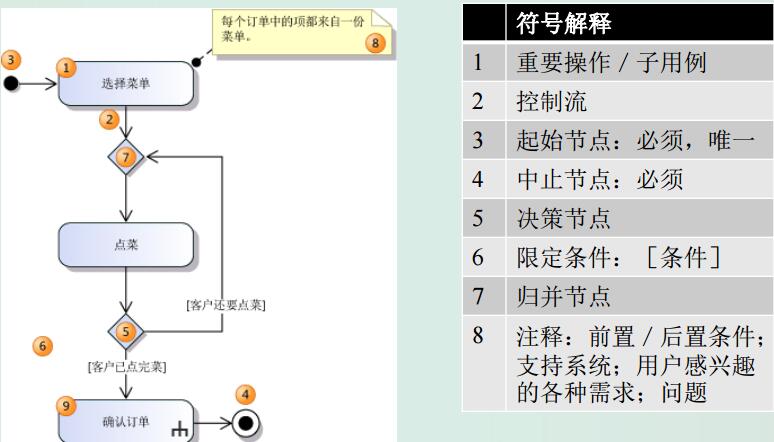 每个订单中的项都来自一份
菜单。
8
3
1
选择菜单
2
7
点菜
[客户还要点菜]
5
6
[客户已点完菜]
4
9
确认订单
符号解释
1 重要操作／子用例
2 控制流
3 起始节点：必须，唯一
4 中止节点：必须
5 决策节点
6 限定条件：［条件］
7 归并节点
8 注释：前置／后置条件；
支持系统；用户感兴趣
的各种需求；问题